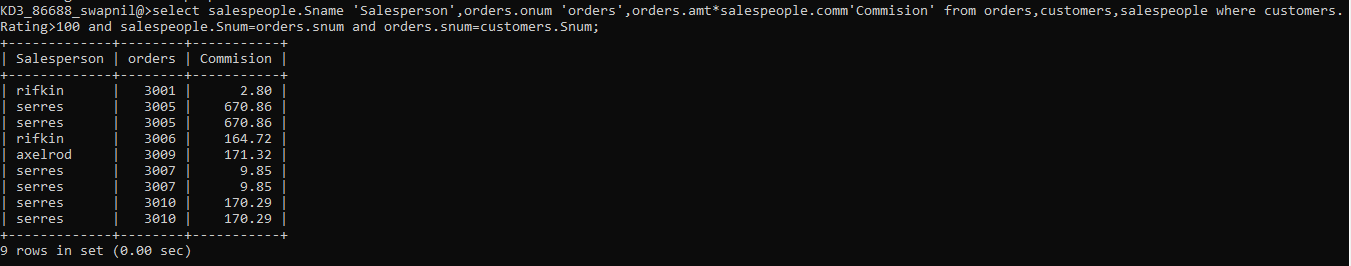 KD3_86688_swapnil@>select salespeople.Sname 'Salesperson',orders.onum 'orders',orders.amt*salespeople.comm'Commision' from orders,customers,salespeople where customers.
Rating>100 and salespeople.Snum=orders.snum and orders.snum=customers.Snum;
+-------------+--------+-----------+
| Salesperson | orders | Commision |
+-------------+--------+-----------+
| rifkin      |   3001 |      2.80 |
| serres      |   3005 |    670.86 |
| serres      |   3005 |    670.86 |
| rifkin      |   3006 |    164.72 |
| axelrod     |   3009 |    171.32 |
| serres      |   3007 |      9.85 |
| serres      |   3007 |      9.85 |
| serres      |   3010 |    170.29 |
| serres      |   3010 |    170.29 |
+-------------+--------+-----------+
9 rows in set (0.00 sec)